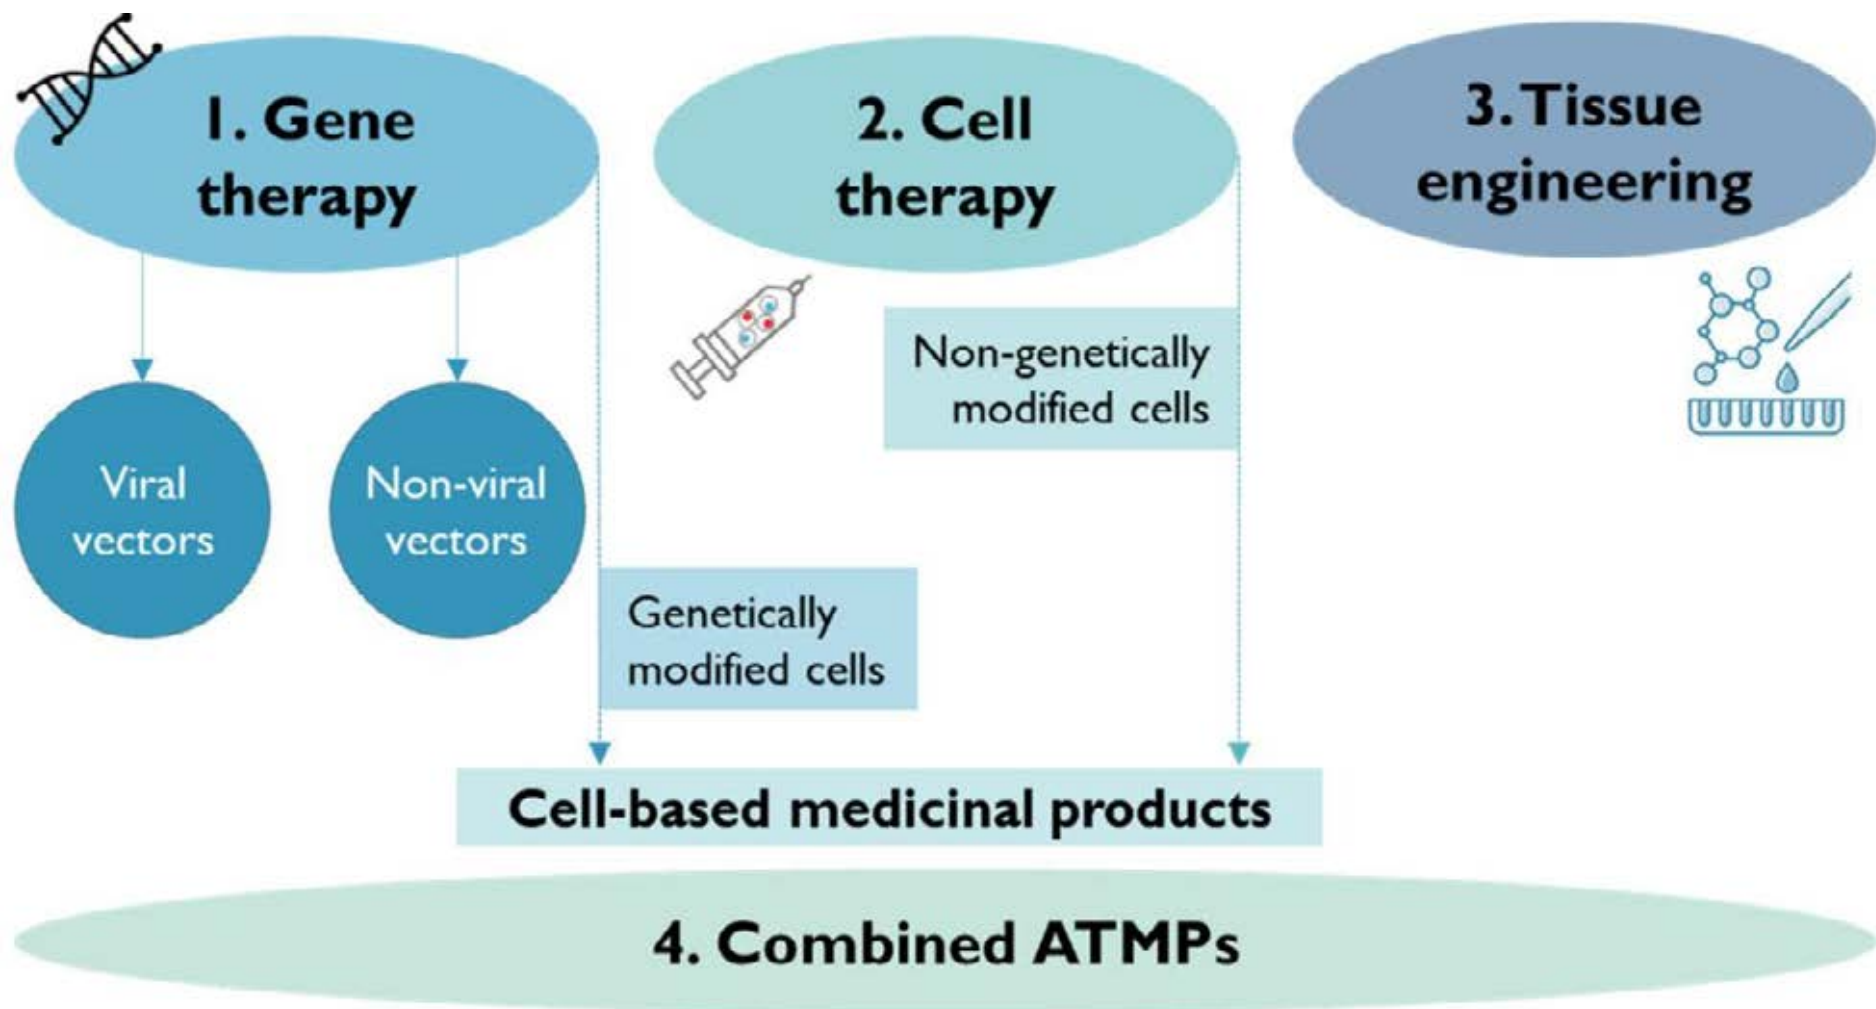 1. Gene
therapy
2. Cell
therapy
3. Tissue
engineering
Non-genetically
modified cells
Viral
vectors
Non-viral
vectors
Genetically
modified cells
Cell-based medicinal products
4. Combined ATMPs